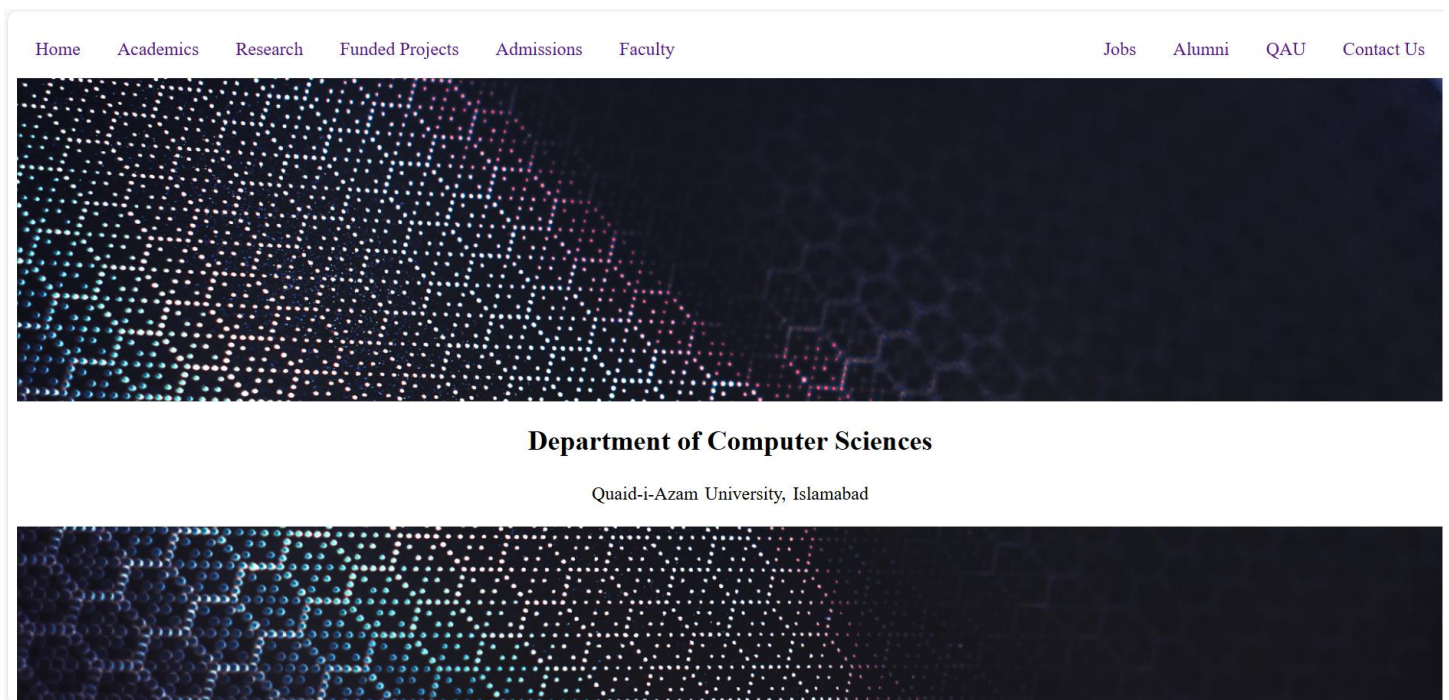 Home Academics Research Funded Projects Admissions Faculty Jobs Alumni QAU Contact Us
Department of Computer Sciences
Quaid-i-Azam University, Islamabad